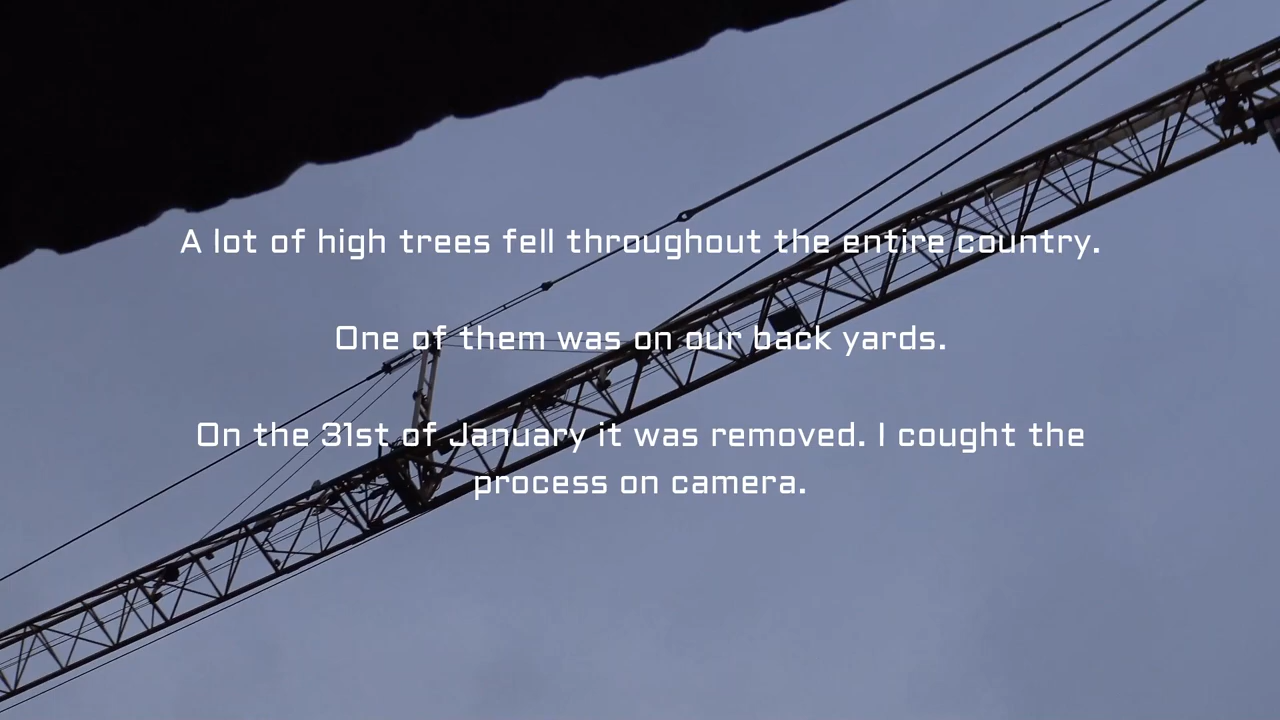 A lot of high trees fell throughout the entire country.
One of them was on our back yards.
On the 31st of January it was removed. I cought the
process on camera.